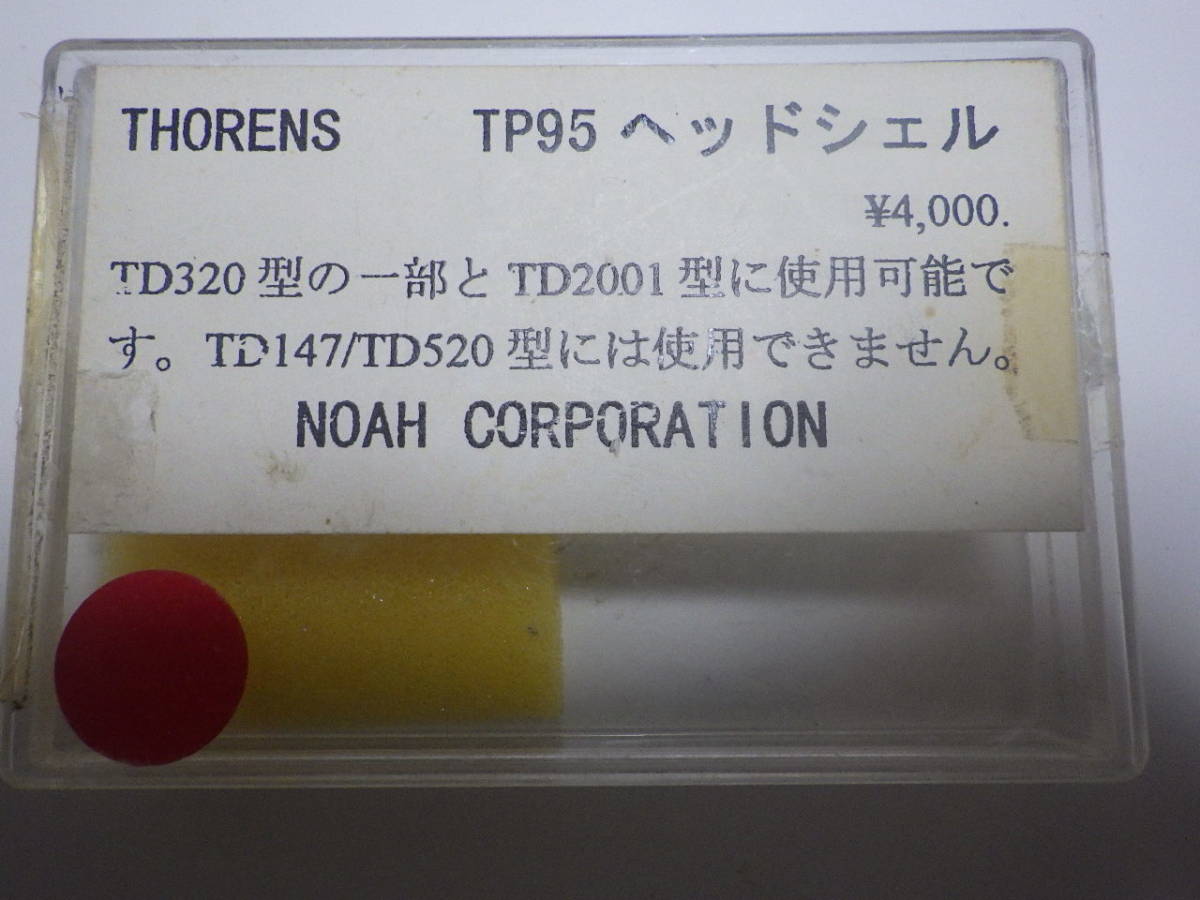 THORENS TP95 ヘッドシェル
¥4,000.
TD320 型の一部と TD2001 型に使用可能で
す。TD147/TD520 型には使用できません。
NOAH CORPORATION